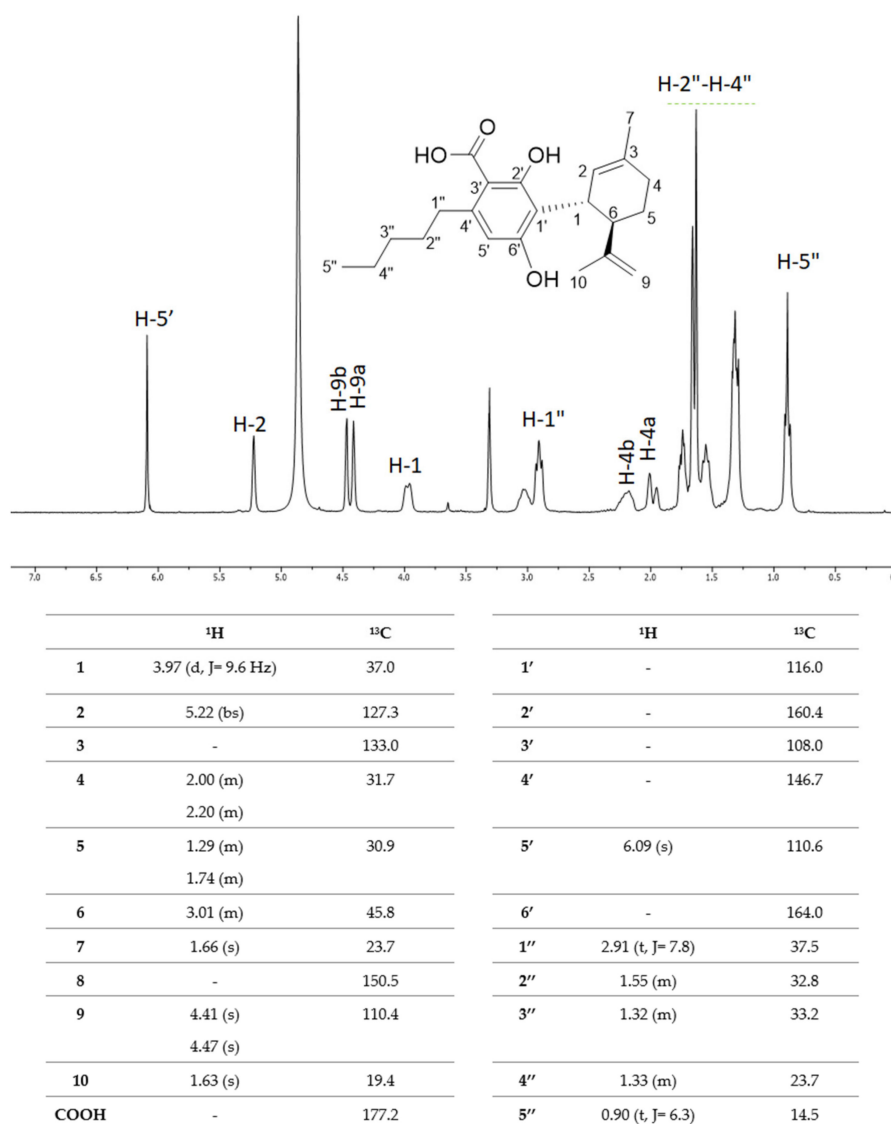 H-2"-H-4"
O
7
HO
OH
3
2
3'
2'
4
1"
1
5
4'
1'
6
3"
2"
5'
6'
H-5"
5"
4"
10
9
OH
H-5'
H-9b
H-9a
H-2
H-1"
H-4b
H-4a
H-1
7.0 6.5 6.0 5.5 5.0 4.5 4.0 3.5 3.0 2.5 2.0 1.5 1.0 0.5
¹H ¹³C ¹H ¹³C
1 3.97 (d, J= 9.6 Hz) 37.0 1' - 116.0
2 5.22 (bs) 127.3 2' - 160.4
3 - 133.0 3' - 108.0
4 2.00 (m) 31.7 4' - 146.7
2.20 (m)
5 1.29 (m) 30.9 5' 6.09 (s) 110.6
1.74 (m)
6 3.01 (m) 45.8 6' - 164.0
7 1.66 (s) 23.7 1'' 2.91 (t, J= 7.8) 37.5
8 - 150.5 2'' 1.55 (m) 32.8
9 4.41 (s) 110.4 3'' 1.32 (m) 33.2
4.47 (s)
10 1.63 (s) 19.4 4'' 1.33 (m) 23.7
COOH - 177.2 5'' 0.90 (t, J= 6.3) 14.5